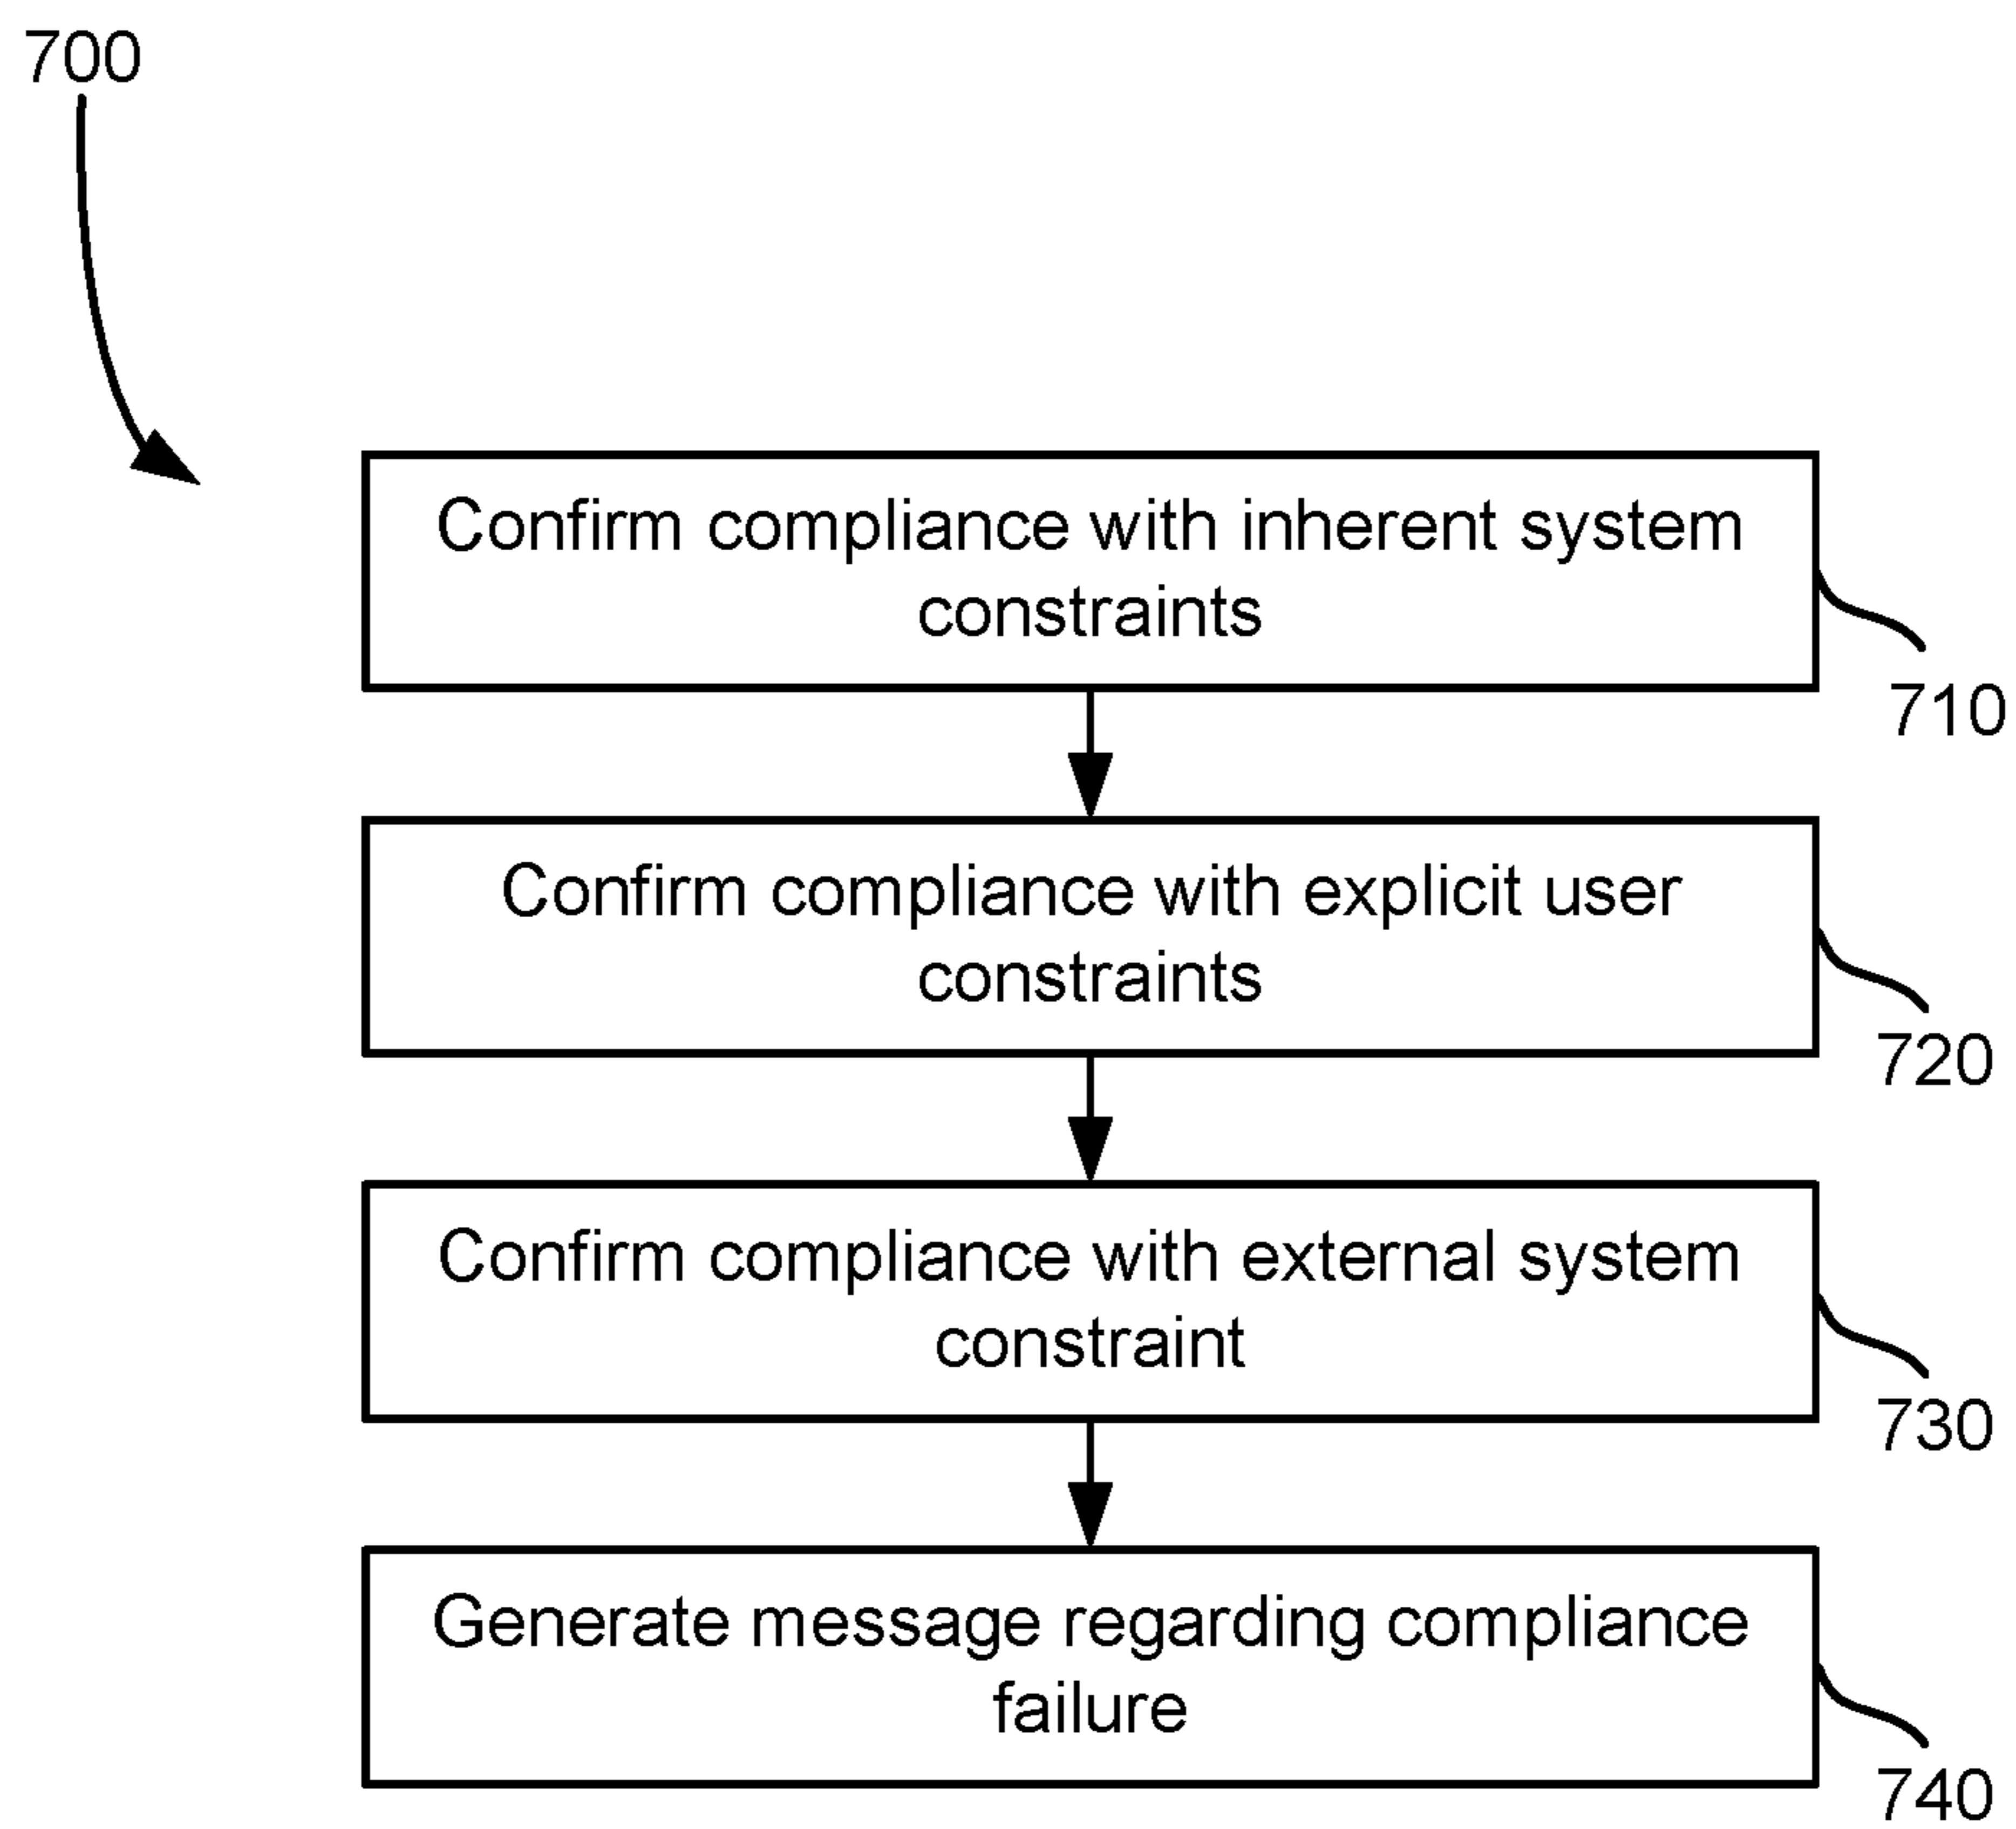 700
Confirm compliance with inherent system
constraints
710
Confirm compliance with explicit user
constraints
720
Confirm compliance with external system
constraint
730
Generate message regarding compliance
failure
740